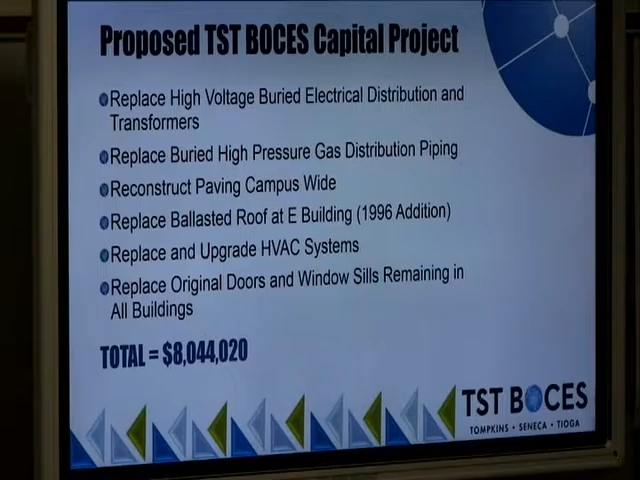 Proposed TST BOCES Capital Project
Replace High Voltage Buried Electrical Distribution and
Transformers
Replace Buried High Pressure Gas Distribution Piping
Reconstruct Paving Campus Wide
Replace Ballasted Roof at E Building (1996 Addition)
Replace and Upgrade HVAC Systems
Replace Original Doors and Window Sills Remaining in
All Buildings
TOTAL = $8,044,020
TST BOCES
TOMPKINS • SENECA • TIOGA